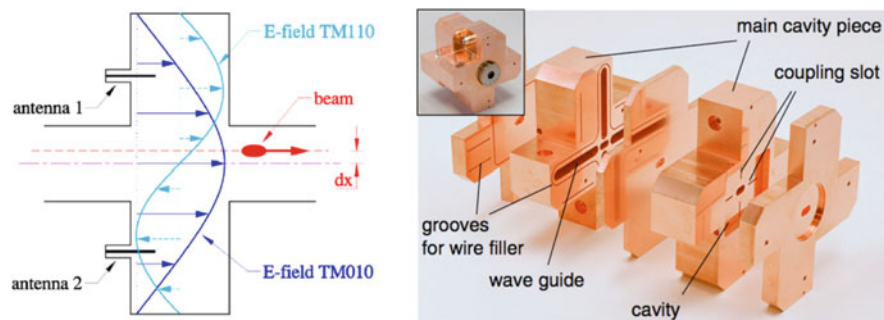 E-field TM110
antenna 1
beam
dx
antenna 2
E-field TM010
main cavity piece
coupling slot
grooves
for wire filler
wave guide
cavity